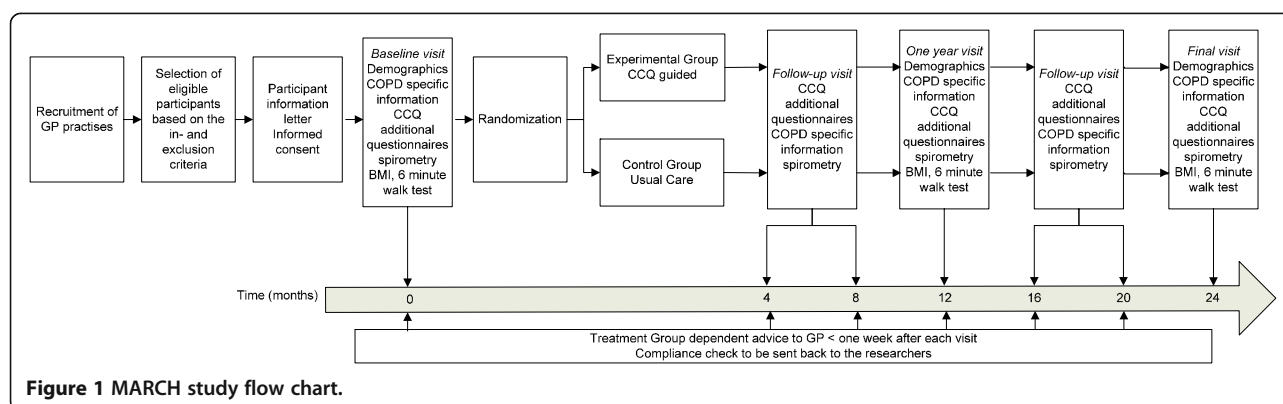 Recruitment of
GP practises
Selection of
eligible
participants
based on the
in- and
exclusion
criteria
Participant
information
letter
Informed
consent
Baseline visit
Demographics
COPD specific
information
CCQ
additional
questionnaires
spirometry
BMI, 6 minute
walk test
Randomization
Experimental Group
CCQ guided
Control Group
Usual Care
Follow-up visit
CCQ
additional
questionnaires
COPD specific
information
spirometry
One year visit
Demographics
COPD specific
information
CCQ
additional
questionnaires
spirometry
BMI, 6 minute
walk test
Follow-up visit
CCQ
additional
questionnaires
COPD specific
information
spirometry
Final visit
Demographics
COPD specific
information
CCQ
additional
questionnaires
spirometry
BMI, 6 minute
walk test
Time (months) 0 4 8 12 16 20 24
Treatment Group dependent advice to GP < one week after each visit
Compliance check to be sent back to the researchers
Figure 1 MARCH study flow chart.